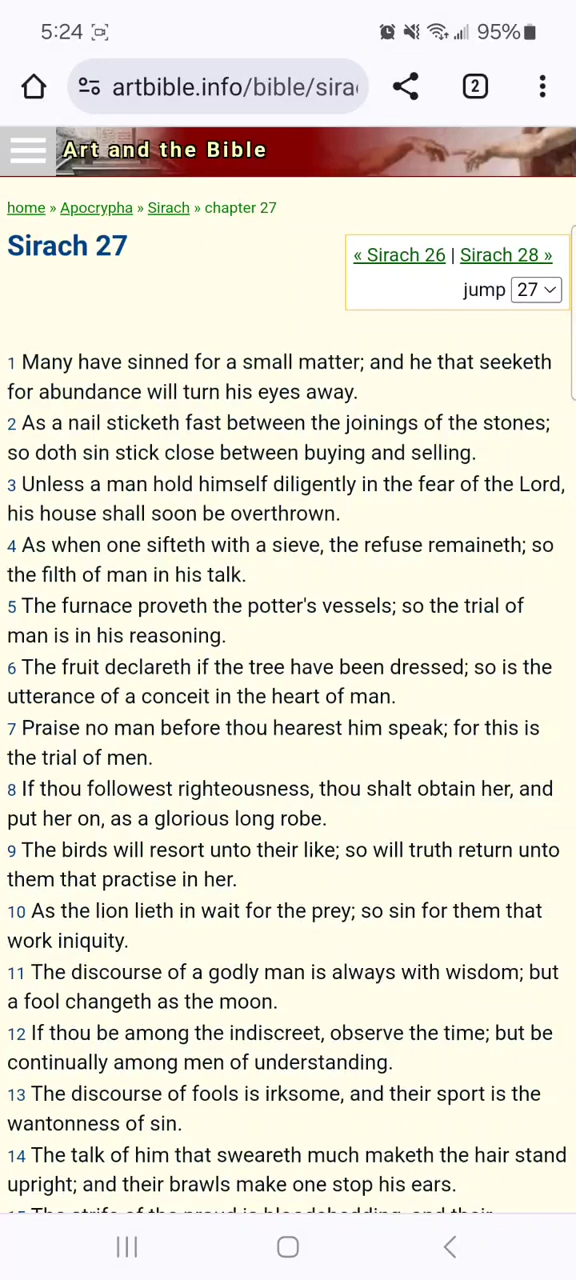 5:24
95%
artbible.info/bible/sira
2
Art and the Bible
home » Apocrypha » Sirach » chapter 27
Sirach 27
« Sirach 26 | Sirach 28 »
jump 27
1 Many have sinned for a small matter; and he that seeketh
for abundance will turn his eyes away.
2 As a nail sticketh fast between the joinings of the stones;
so doth sin stick close between buying and selling.
3 Unless a man hold himself diligently in the fear of the Lord,
his house shall soon be overthrown.
4 As when one sifteth with a sieve, the refuse remaineth; so
the filth of man in his talk.
5 The furnace proveth the potter's vessels; so the trial of
man is in his reasoning.
6 The fruit declareth if the tree have been dressed; so is the
utterance of a conceit in the heart of man.
7 Praise no man before thou hearest him speak; for this is
the trial of men.
8 If thou followest righteousness, thou shalt obtain her, and
put her on, as a glorious long robe.
9 The birds will resort unto their like; so will truth return unto
them that practise in her.
10 As the lion lieth in wait for the prey; so sin for them that
work iniquity.
11 The discourse of a godly man is always with wisdom; but
a fool changeth as the moon.
12 If thou be among the indiscreet, observe the time; but be
continually among men of understanding.
13 The discourse of fools is irksome, and their sport is the
wantonness of sin.
14 The talk of him that sweareth much maketh the hair stand
upright; and their brawls make one stop his ears.
15 The strife of the proud is bloodshedding, and their